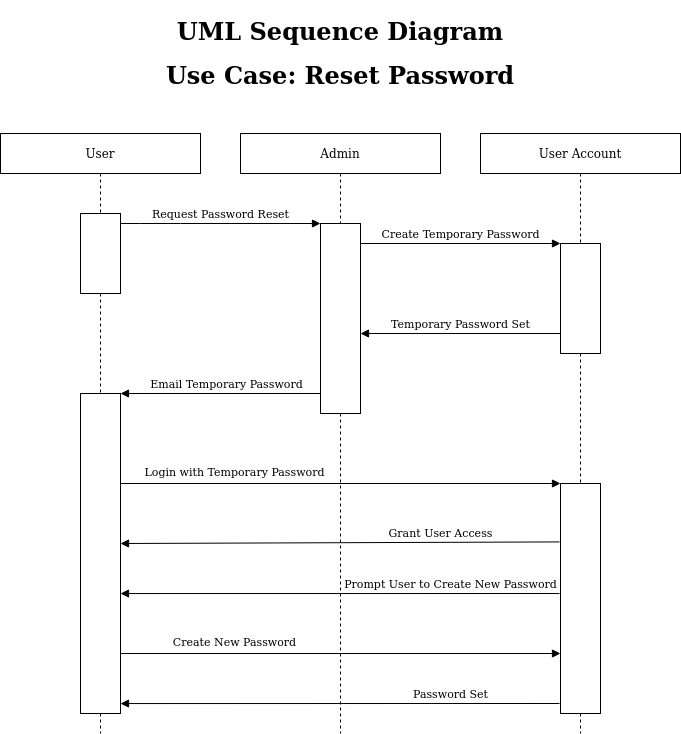 UML Sequence Diagram
Use Case: Reset Password
User
Admin
User Account
Request Password Reset
Create Temporary Password
Temporary Password Set
Email Temporary Password
Login with Temporary Password
Grant User Access
Prompt User to Create New Password
Create New Password
Password Set